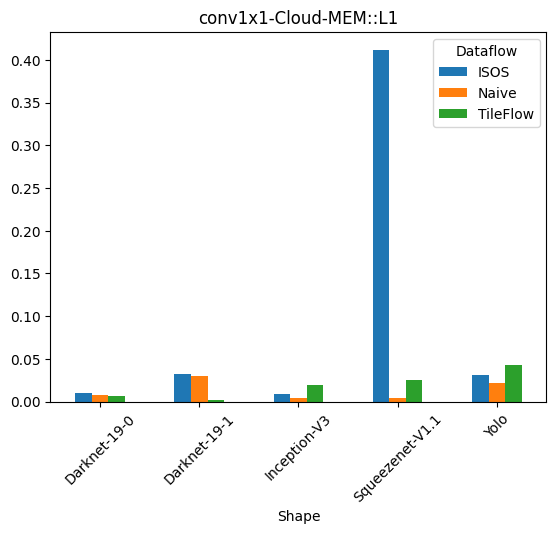 conv1x1-Cloud-MEM::L1
Dataflow
ISOS
Naive
TileFlow
0.40
0.35
0.30
0.25
0.20
0.15
0.10
0.05
0.00
Darknet-19-0
Darknet-19-1
Inception-V3
Squeezenet-V1.1
Yolo
Shape